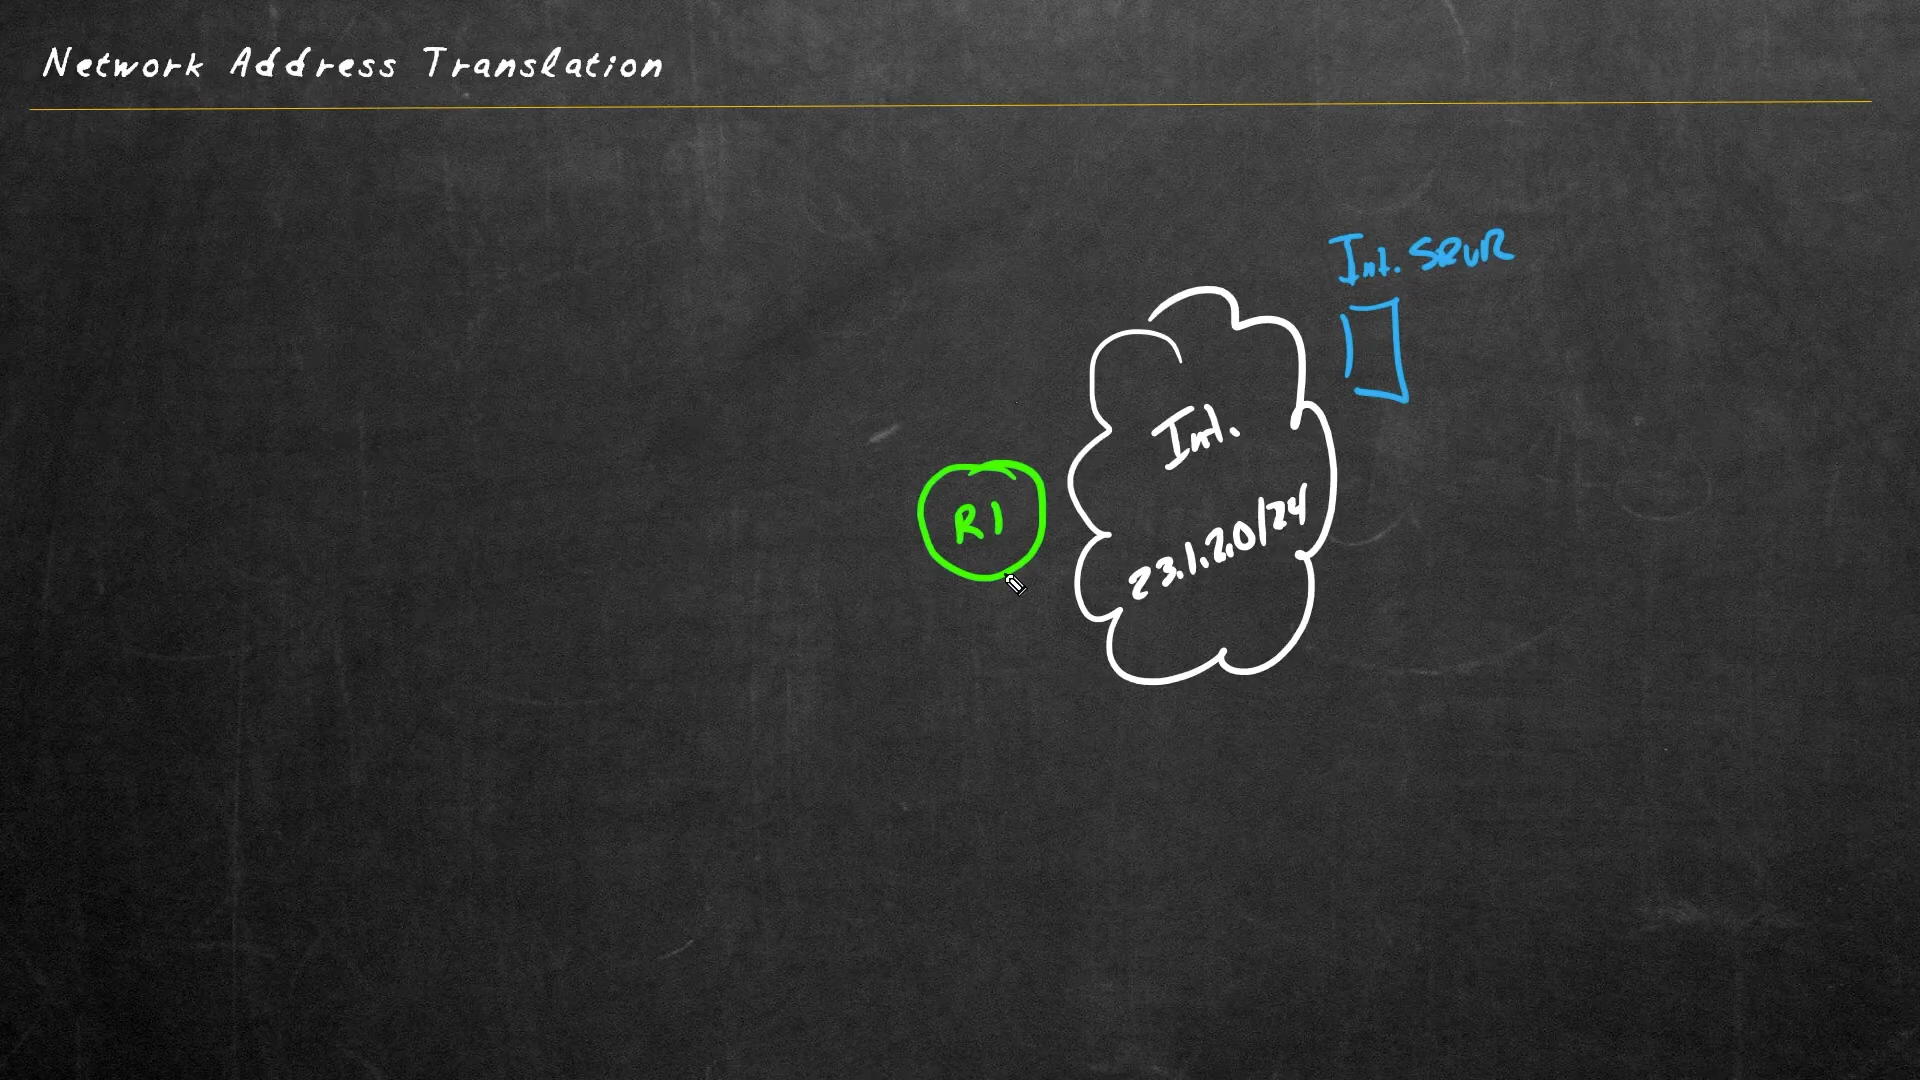 Network Address Translation
Int. SRVR
Int.
R1
23.1.2.0/24